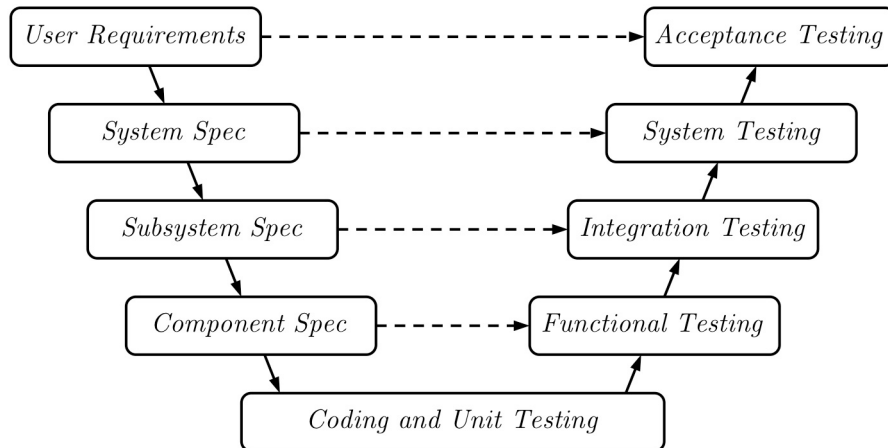 User Requirements
Acceptance Testing
System Spec
System Testing
Subsystem Spec
Integration Testing
Component Spec
Functional Testing
Coding and Unit Testing